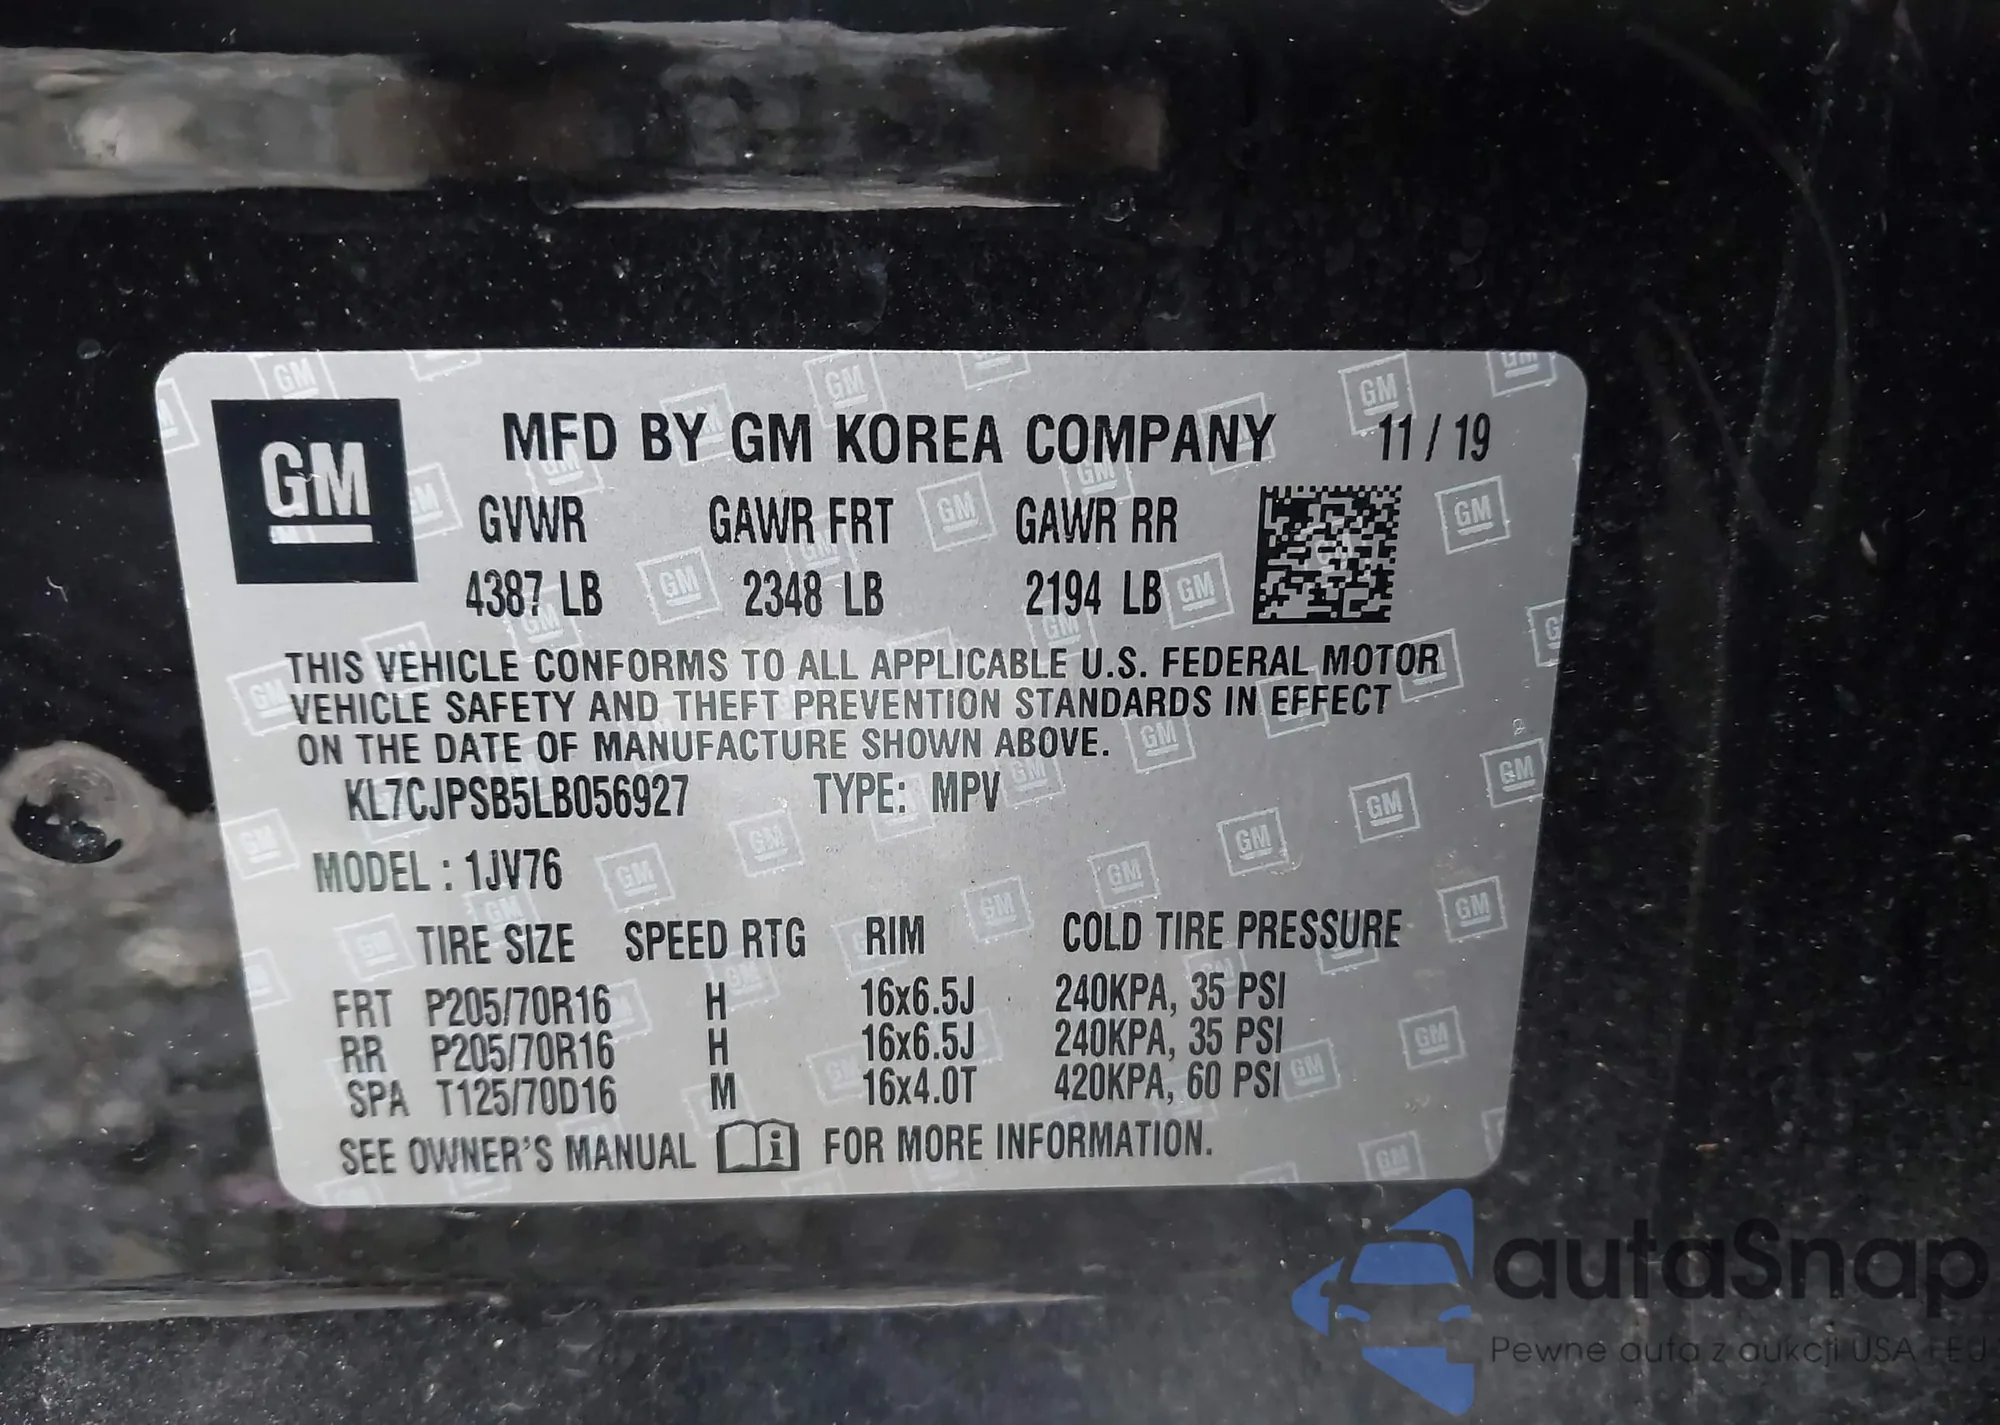 GM
MFD BY GM KOREA COMPANY 11 / 19
GVWR GAWR FRT GAWR RR
4387 LB 2348 LB 2194 LB
THIS VEHICLE CONFORMS TO ALL APPLICABLE U.S. FEDERAL MOTOR
VEHICLE SAFETY AND THEFT PREVENTION STANDARDS IN EFFECT
ON THE DATE OF MANUFACTURE SHOWN ABOVE.
KL7CJPSB5LB056927 TYPE: MPV
MODEL : 1JV76
TIRE SIZE SPEED RTG RIM COLD TIRE PRESSURE
FRT P205/70R16 H 16x6.5J 240KPA, 35 PSI
RR P205/70R16 H 16x6.5J 240KPA, 35 PSI
SPA T125/70D16 M 16x4.0T 420KPA, 60 PSI
SEE OWNER'S MANUAL i FOR MORE INFORMATION.
autaSnap
Pewne auta z aukcji USA i EU